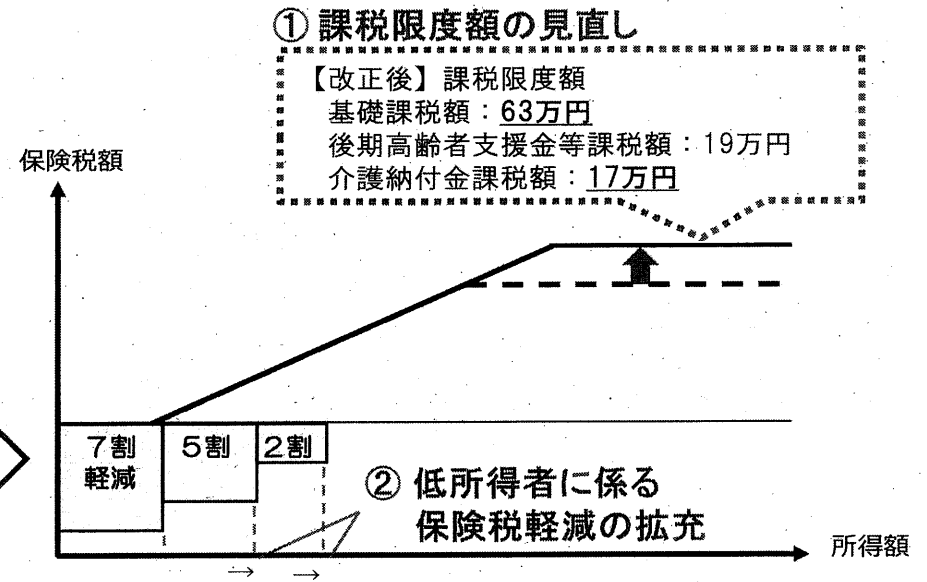 ① 課税限度額の見直し
【改正後】課税限度額
基礎課税額：63万円
後期高齢者支援金等課税額：19万円
介護納付金課税額：17万円
保険税額
7割
軽減
5割
2割
② 低所得者に係る
保険税軽減の拡充
所得額
→ →